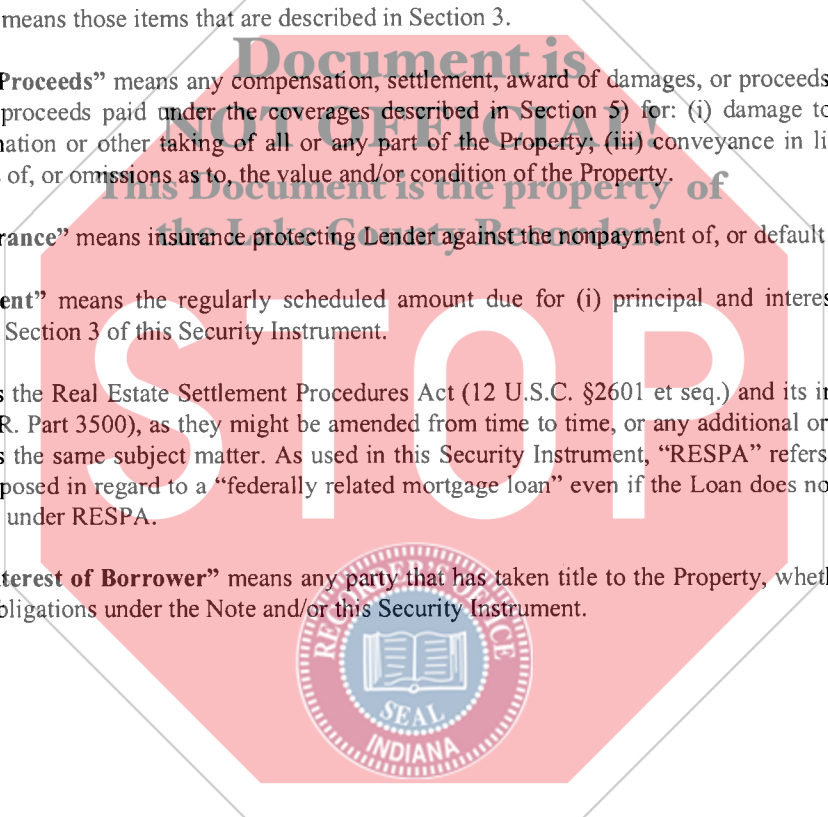 means those items that are described in Section 3.
Document is
Proceeds” means any compensation, settlement, award of damages, or proceeds
proceeds paid under the coverages described in Section 5) for: (i) damage to
NOT OFFICIAL!
nation or other taking of all or any part of the Property; (iii) conveyance in li
of, or omissions as to, the value and/or condition of the Property.
This Document is the property of
the Lake County Recorder!
rance” means insurance protecting Lender against the nonpayment of, or default
ent” means the regularly scheduled amount due for (i) principal and interes
Section 3 of this Security Instrument.
STOP
s the Real Estate Settlement Procedures Act (12 U.S.C. §2601 et seq.) and its i
R. Part 3500), as they might be amended from time to time, or any additional or
s the same subject matter. As used in this Security Instrument, “RESPA” refers
posed in regard to a “federally related mortgage loan” even if the Loan does no
under RESPA.
terest of Borrower” means any party that has taken title to the Property, wheth
bligations under the Note and/or this Security Instrument.
RECORDER'S OFFICE
SEAL
INDIANA